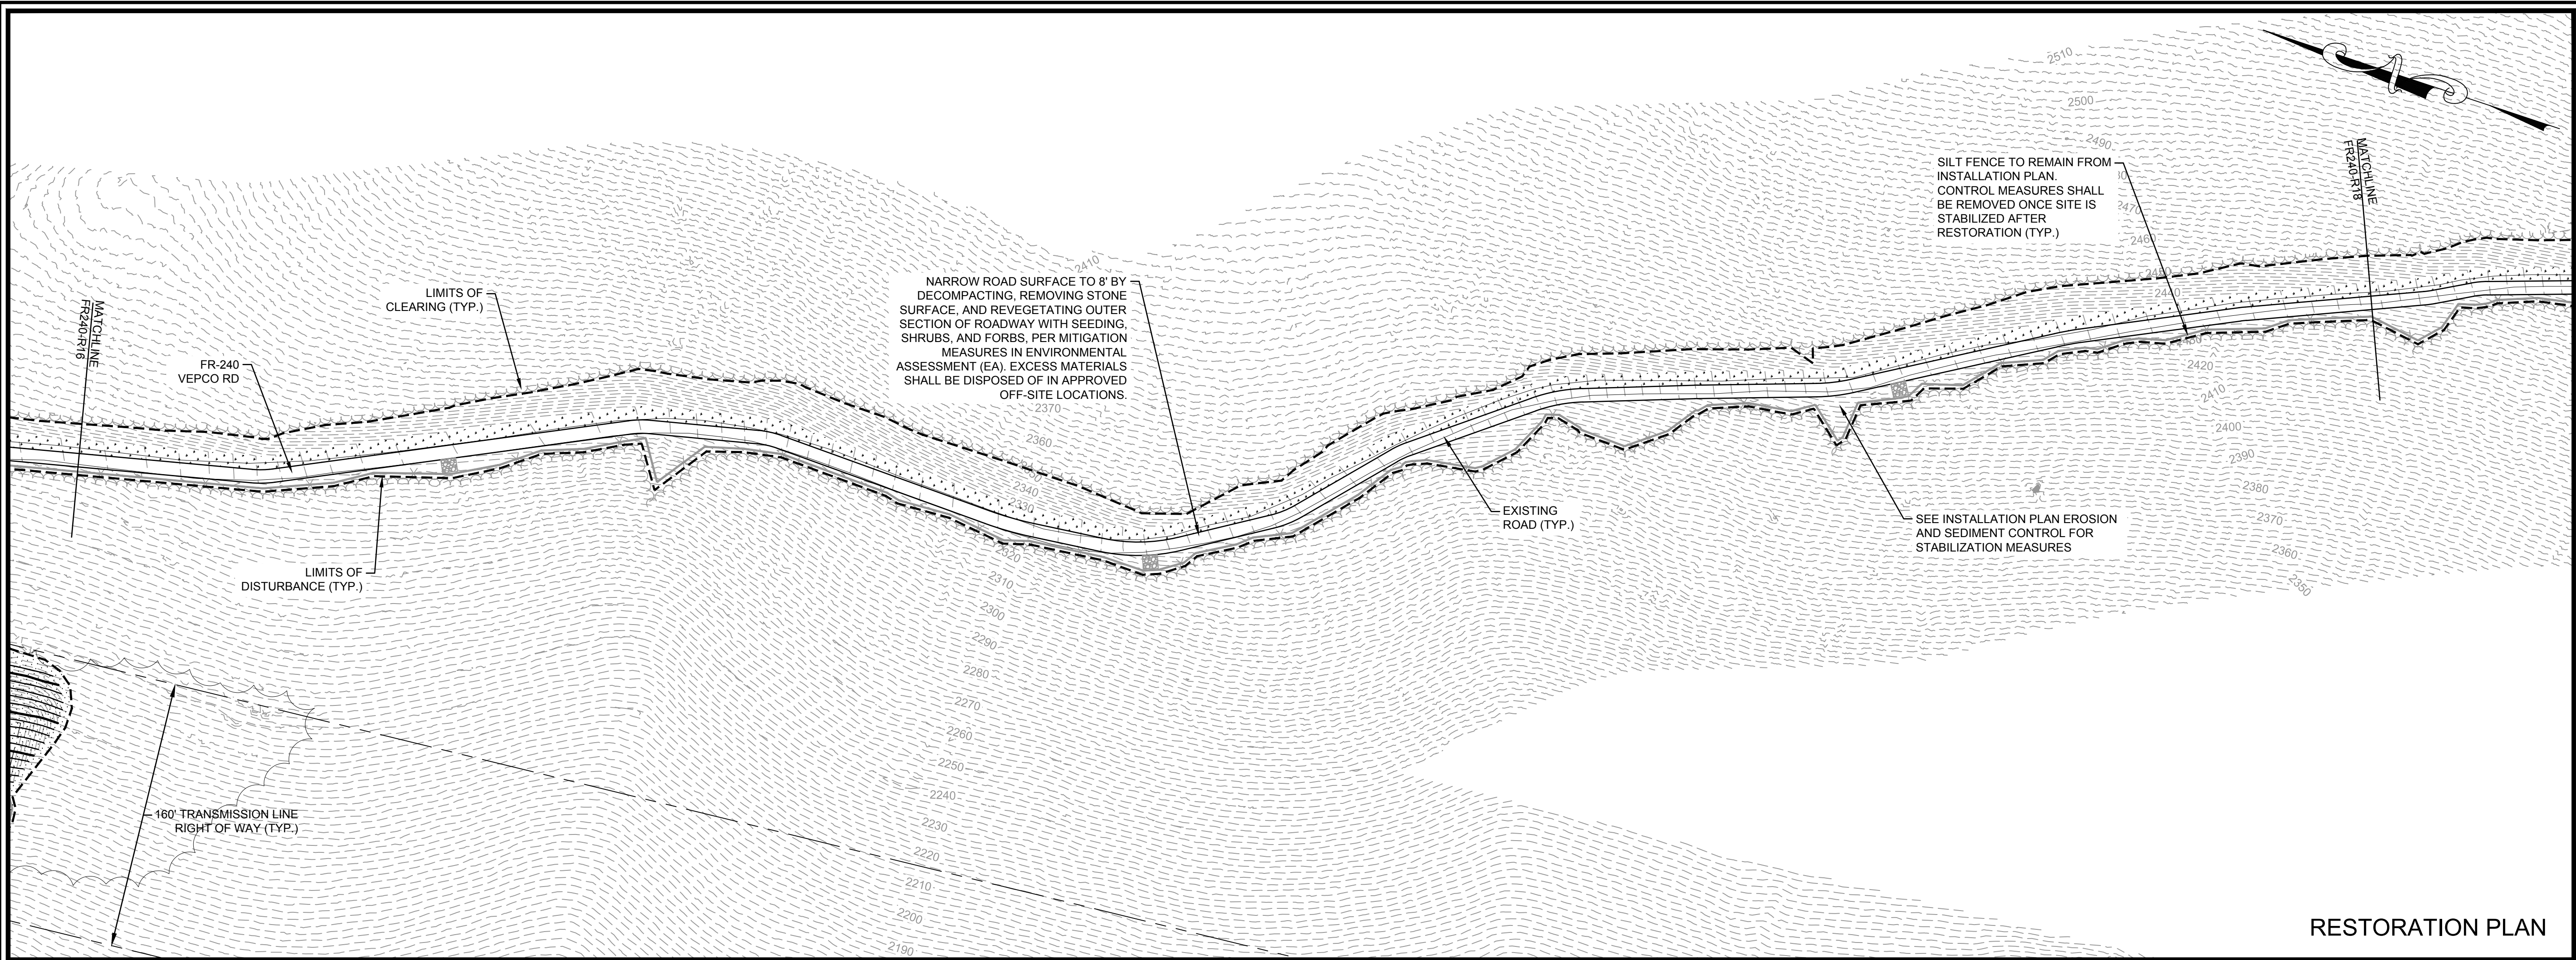 2510
2500
2490
2470
2460
2450
2440
MATCHLINE
FR240-R18
SILT FENCE TO REMAIN FROM
INSTALLATION PLAN.
CONTROL MEASURES SHALL
BE REMOVED ONCE SITE IS
STABILIZED AFTER
RESTORATION (TYP.)
2410
NARROW ROAD SURFACE TO 8' BY
DECOMPACTING, REMOVING STONE
SURFACE, AND REVEGETATING OUTER
SECTION OF ROADWAY WITH SEEDING,
SHRUBS, AND FORBS, PER MITIGATION
MEASURES IN ENVIRONMENTAL
ASSESSMENT (EA). EXCESS MATERIALS
SHALL BE DISPOSED OF IN APPROVED
OFF-SITE LOCATIONS.
LIMITS OF
CLEARING (TYP.)
MATCHLINE
FR240-R16
FR-240
VEPCO RD
2370
2360
2340
2330
2420
2410
2400
2390
2380
2370
2360
2350
EXISTING
ROAD (TYP.)
SEE INSTALLATION PLAN EROSION
AND SEDIMENT CONTROL FOR
STABILIZATION MEASURES
LIMITS OF
DISTURBANCE (TYP.)
2320
2310
2300
2290
2280
2270
2260
2250
2240
2230
2220
2210
2200
2190
160' TRANSMISSION LINE
RIGHT OF WAY (TYP.)
RESTORATION PLAN